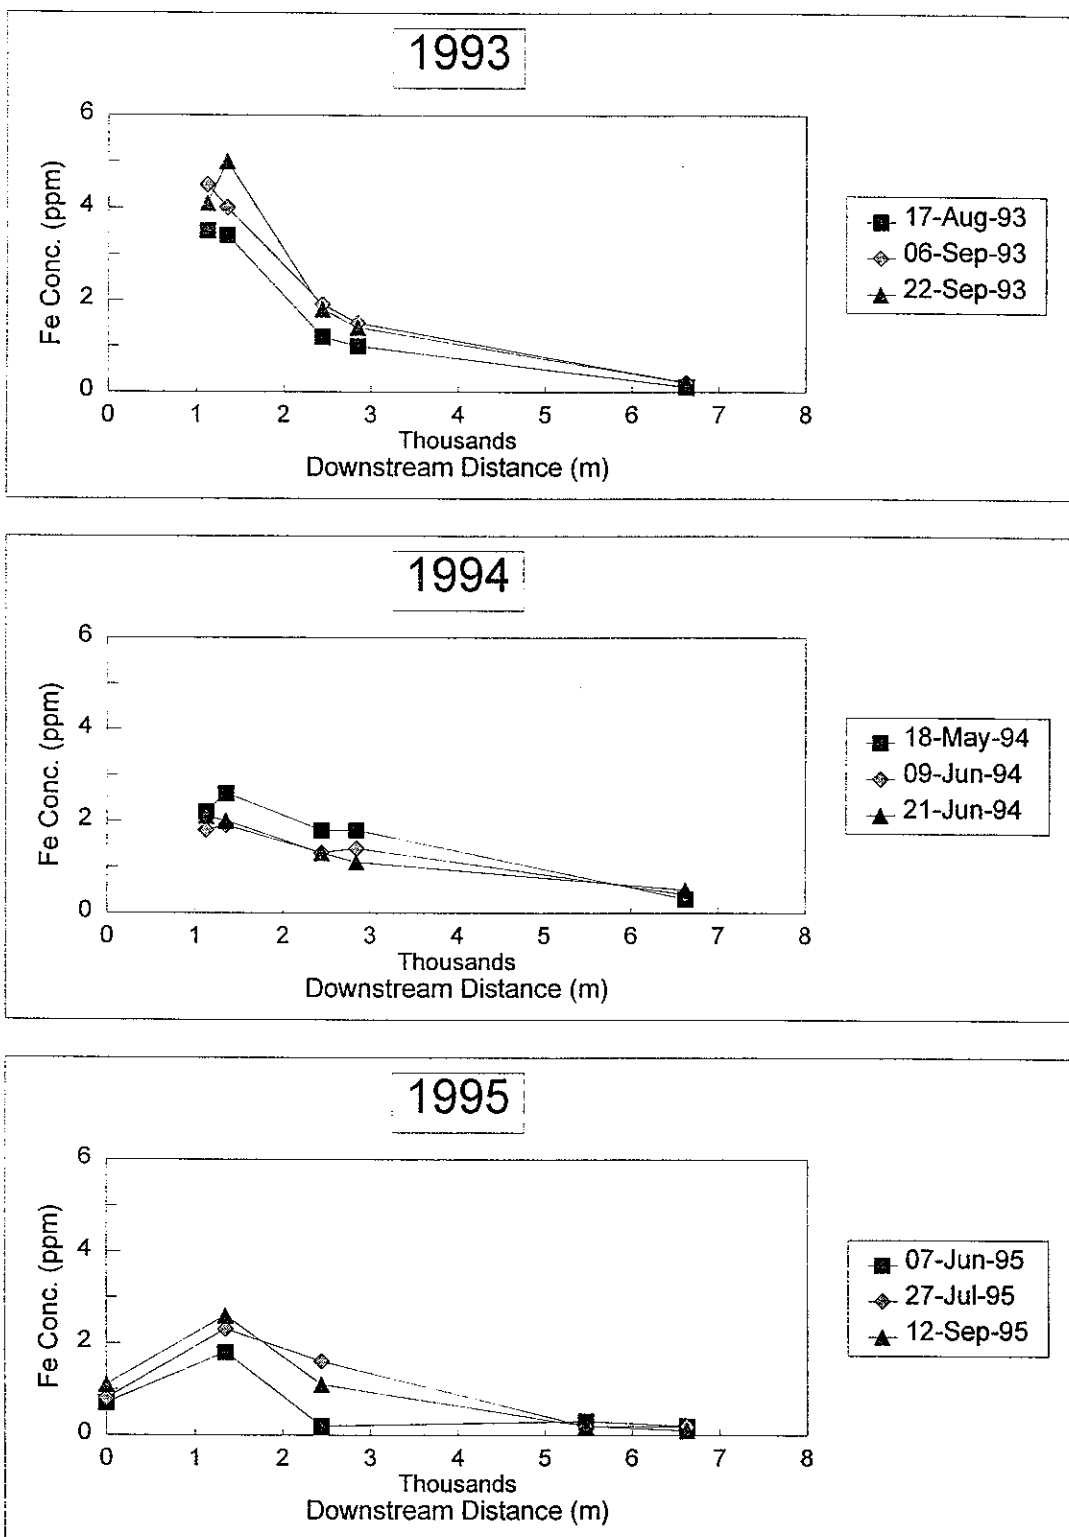 1993
6
4
2
0
Fe Conc. (ppm)
0 1 2 3 4 5 6 7 8
Thousands
Downstream Distance (m)
17-Aug-93
06-Sep-93
22-Sep-93
1994
6
4
2
0
Fe Conc. (ppm)
0 1 2 3 4 5 6 7 8
Thousands
Downstream Distance (m)
18-May-94
09-Jun-94
21-Jun-94
1995
6
4
2
0
Fe Conc. (ppm)
0 1 2 3 4 5 6 7 8
Thousands
Downstream Distance (m)
07-Jun-95
27-Jul-95
12-Sep-95